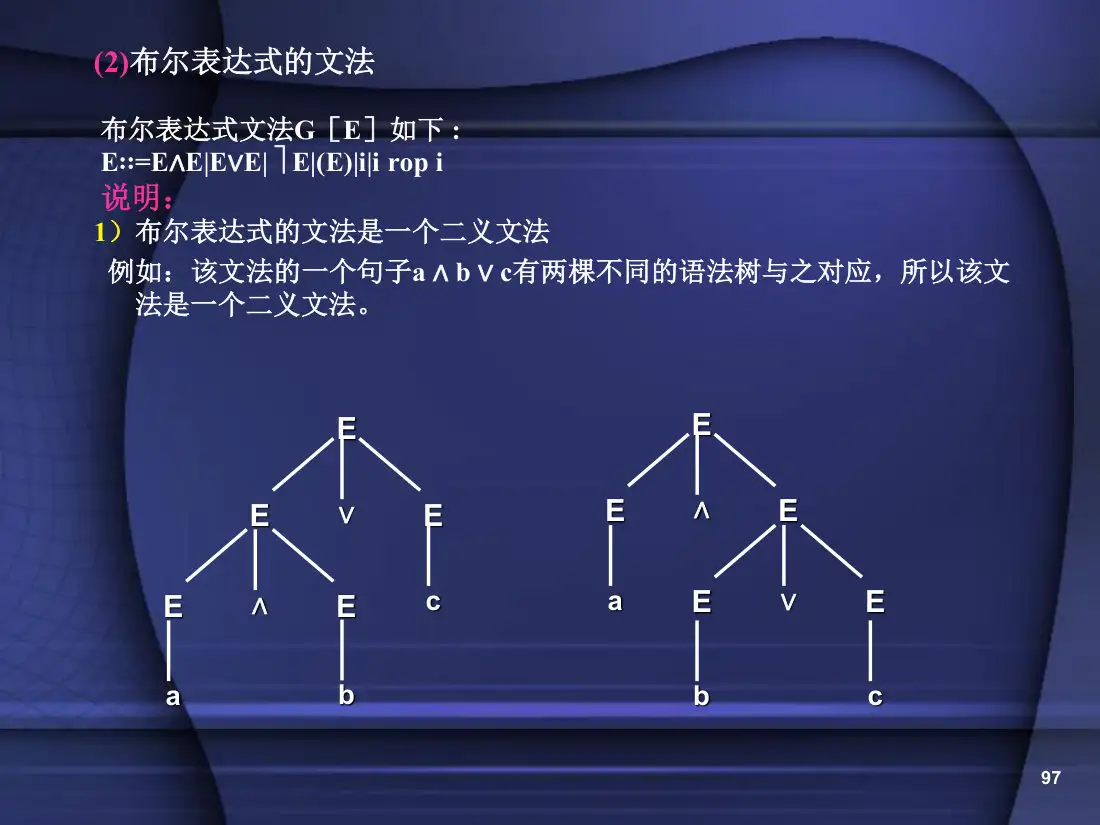 (2)布尔表达式的文法
布尔表达式文法G［E］如下：
E∷=E∧E|E∨E|￢E|(E)|i|i rop i
说明：
1）布尔表达式的文法是一个二义文法
例如：该文法的一个句子a ∧ b ∨ c有两棵不同的语法树与之对应，所以该文
法是一个二义文法。
E E
E ∨ E E ∧ E
E ∧ E c a E ∨ E
a b b c
97